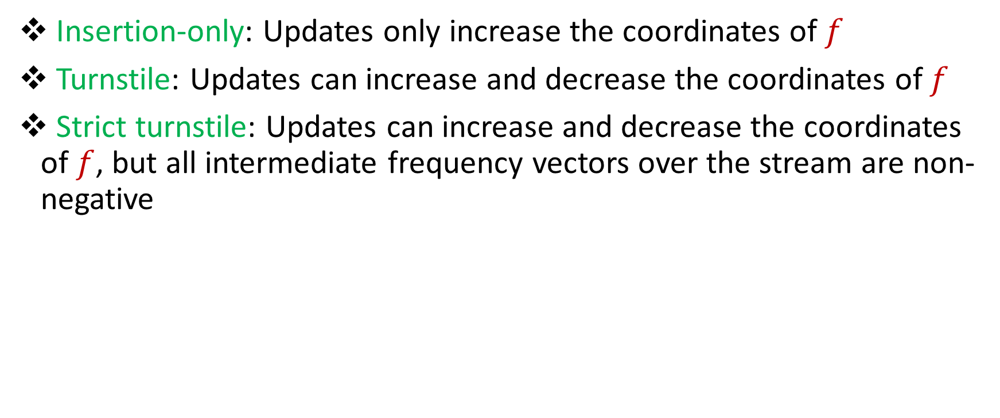 ❖ Insertion-only: Updates only increase the coordinates of f
❖ Turnstile: Updates can increase and decrease the coordinates of f
❖ Strict turnstile: Updates can increase and decrease the coordinates
of f, but all intermediate frequency vectors over the stream are non-
negative